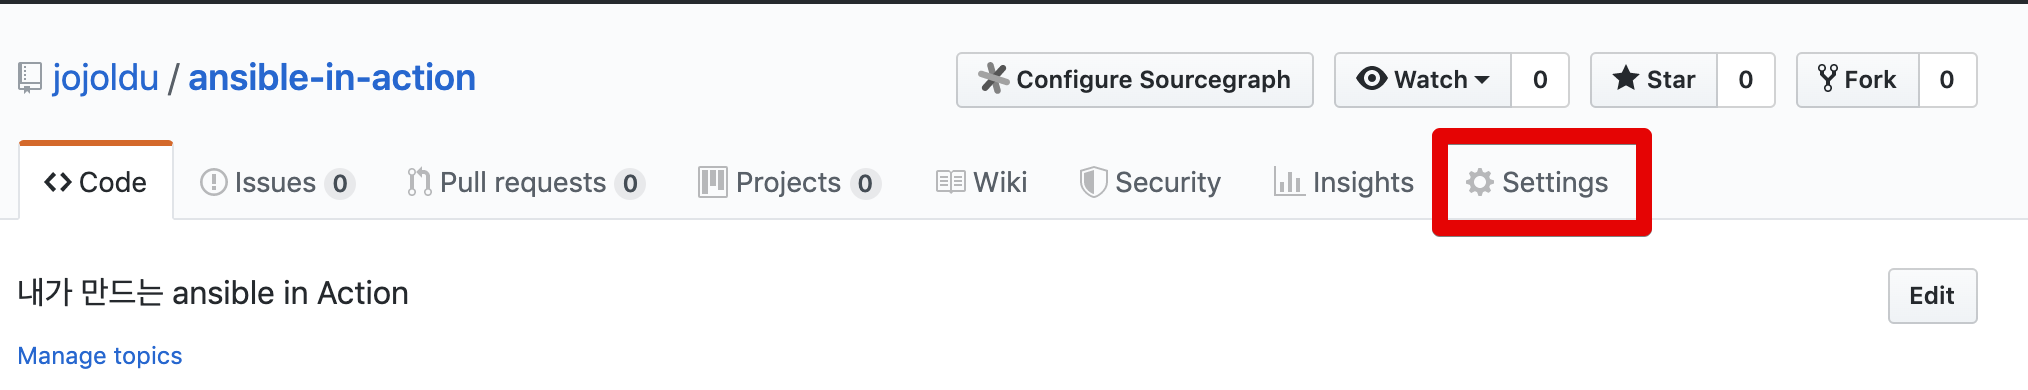 jojoldu / ansible-in-action Configure Sourcegraph Watch 0 Star 0 Fork 0
Code Issues 0 Pull requests 0 Projects 0 Wiki Security Insights Settings
내가 만드는 ansible in Action Edit
Manage topics